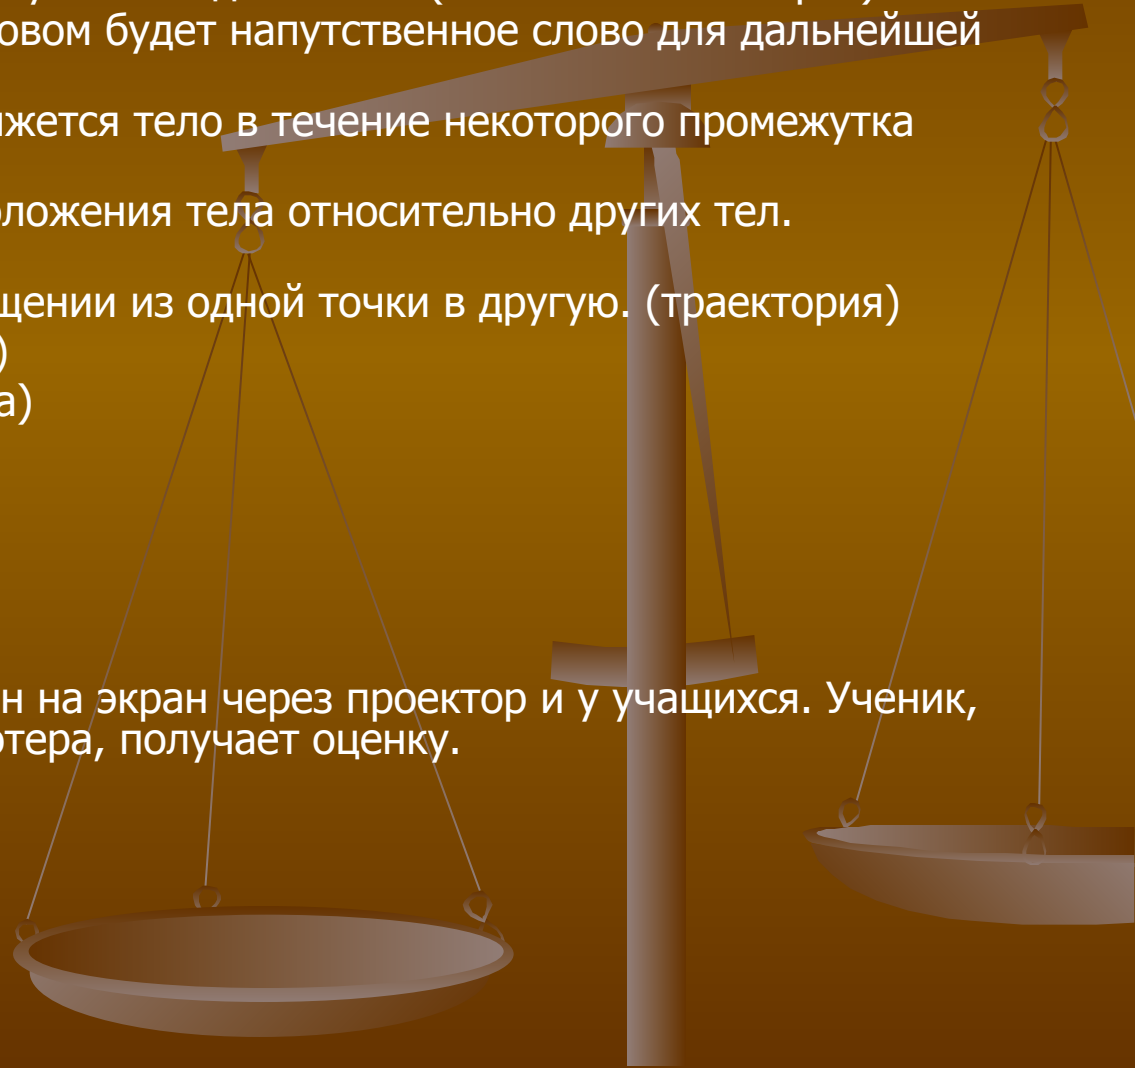 овом будет напутственное слово для дальнейшей
жется тело в течение некоторого промежутка
оложения тела относительно других тел.
щении из одной точки в другую. (траектория)
)
а)
н на экран через проектор и у учащихся. Ученик,
ютера, получает оценку.